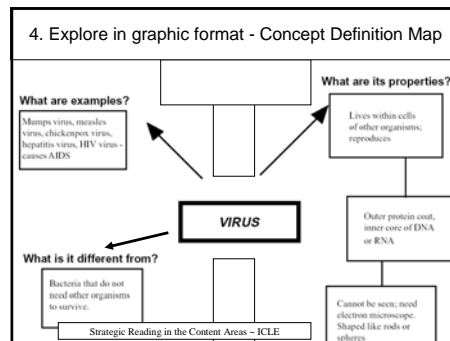 4. Explore in graphic format - Concept Definition Map
What are its properties?
What are examples?
Mumps virus, measles
virus, chickenpox virus,
hepatitis virus, HIV virus -
causes AIDS
Lives within cells
of other organisms;
reproduces
VIRUS
Outer protein coat,
inner core of DNA
or RNA
What is it different from?
Bacteria that do not
need other organisms
to survive.
Cannot be seen; need
electron microscope.
Shaped like rods or
spheres
Strategic Reading in the Content Areas ~ ICLE